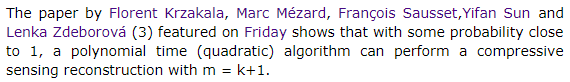 The paper by Florent Krzakala, Marc Mézard, François Sausset,Yifan Sun and
Lenka Zdeborová (3) featured on Friday shows that with some probability close
to 1, a polynomial time (quadratic) algorithm can perform a compressive
sensing reconstruction with m = k+1.